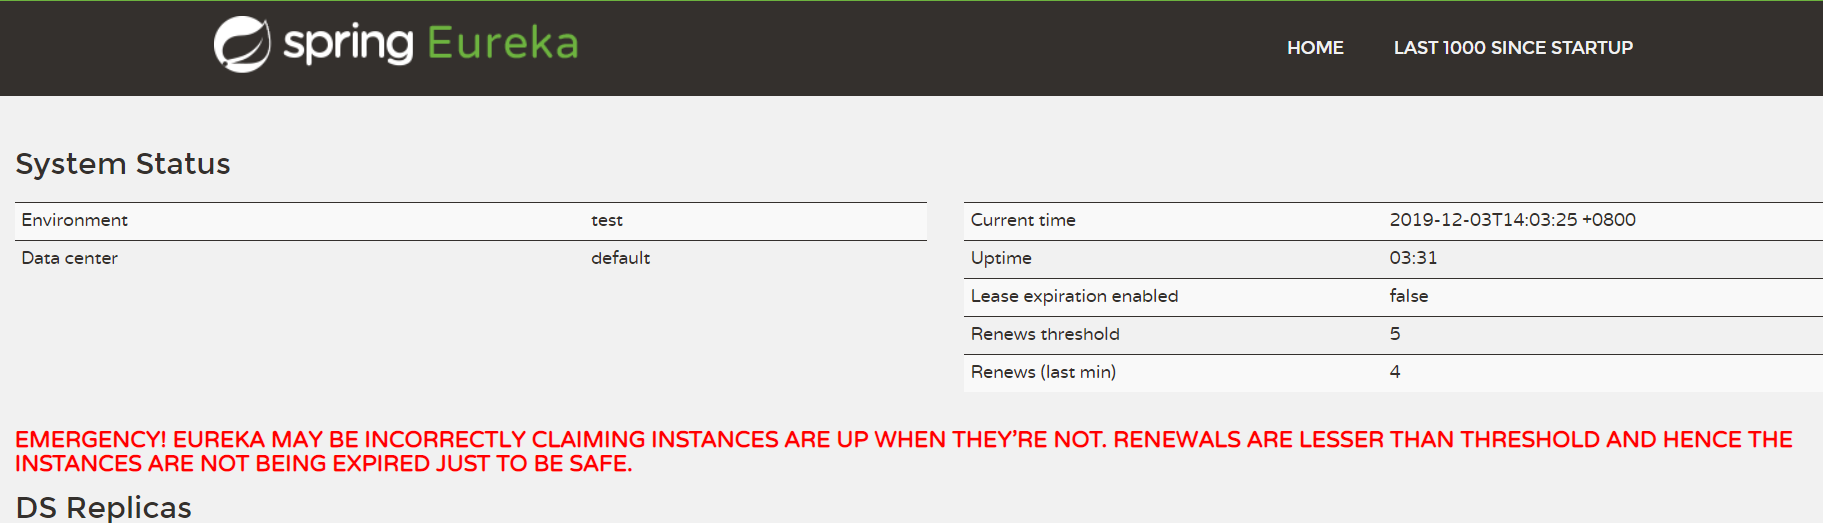 spring Eureka
HOME LAST 1000 SINCE STARTUP
System Status
Environment test
Data center default
Current time 2019-12-03T14:03:25 +0800
Uptime 03:31
Lease expiration enabled false
Renews threshold 5
Renews (last min) 4
EMERGENCY! EUREKA MAY BE INCORRECTLY CLAIMING INSTANCES ARE UP WHEN THEY'RE NOT. RENEWALS ARE LESSER THAN THRESHOLD AND HENCE THE
INSTANCES ARE NOT BEING EXPIRED JUST TO BE SAFE.
DS Replicas